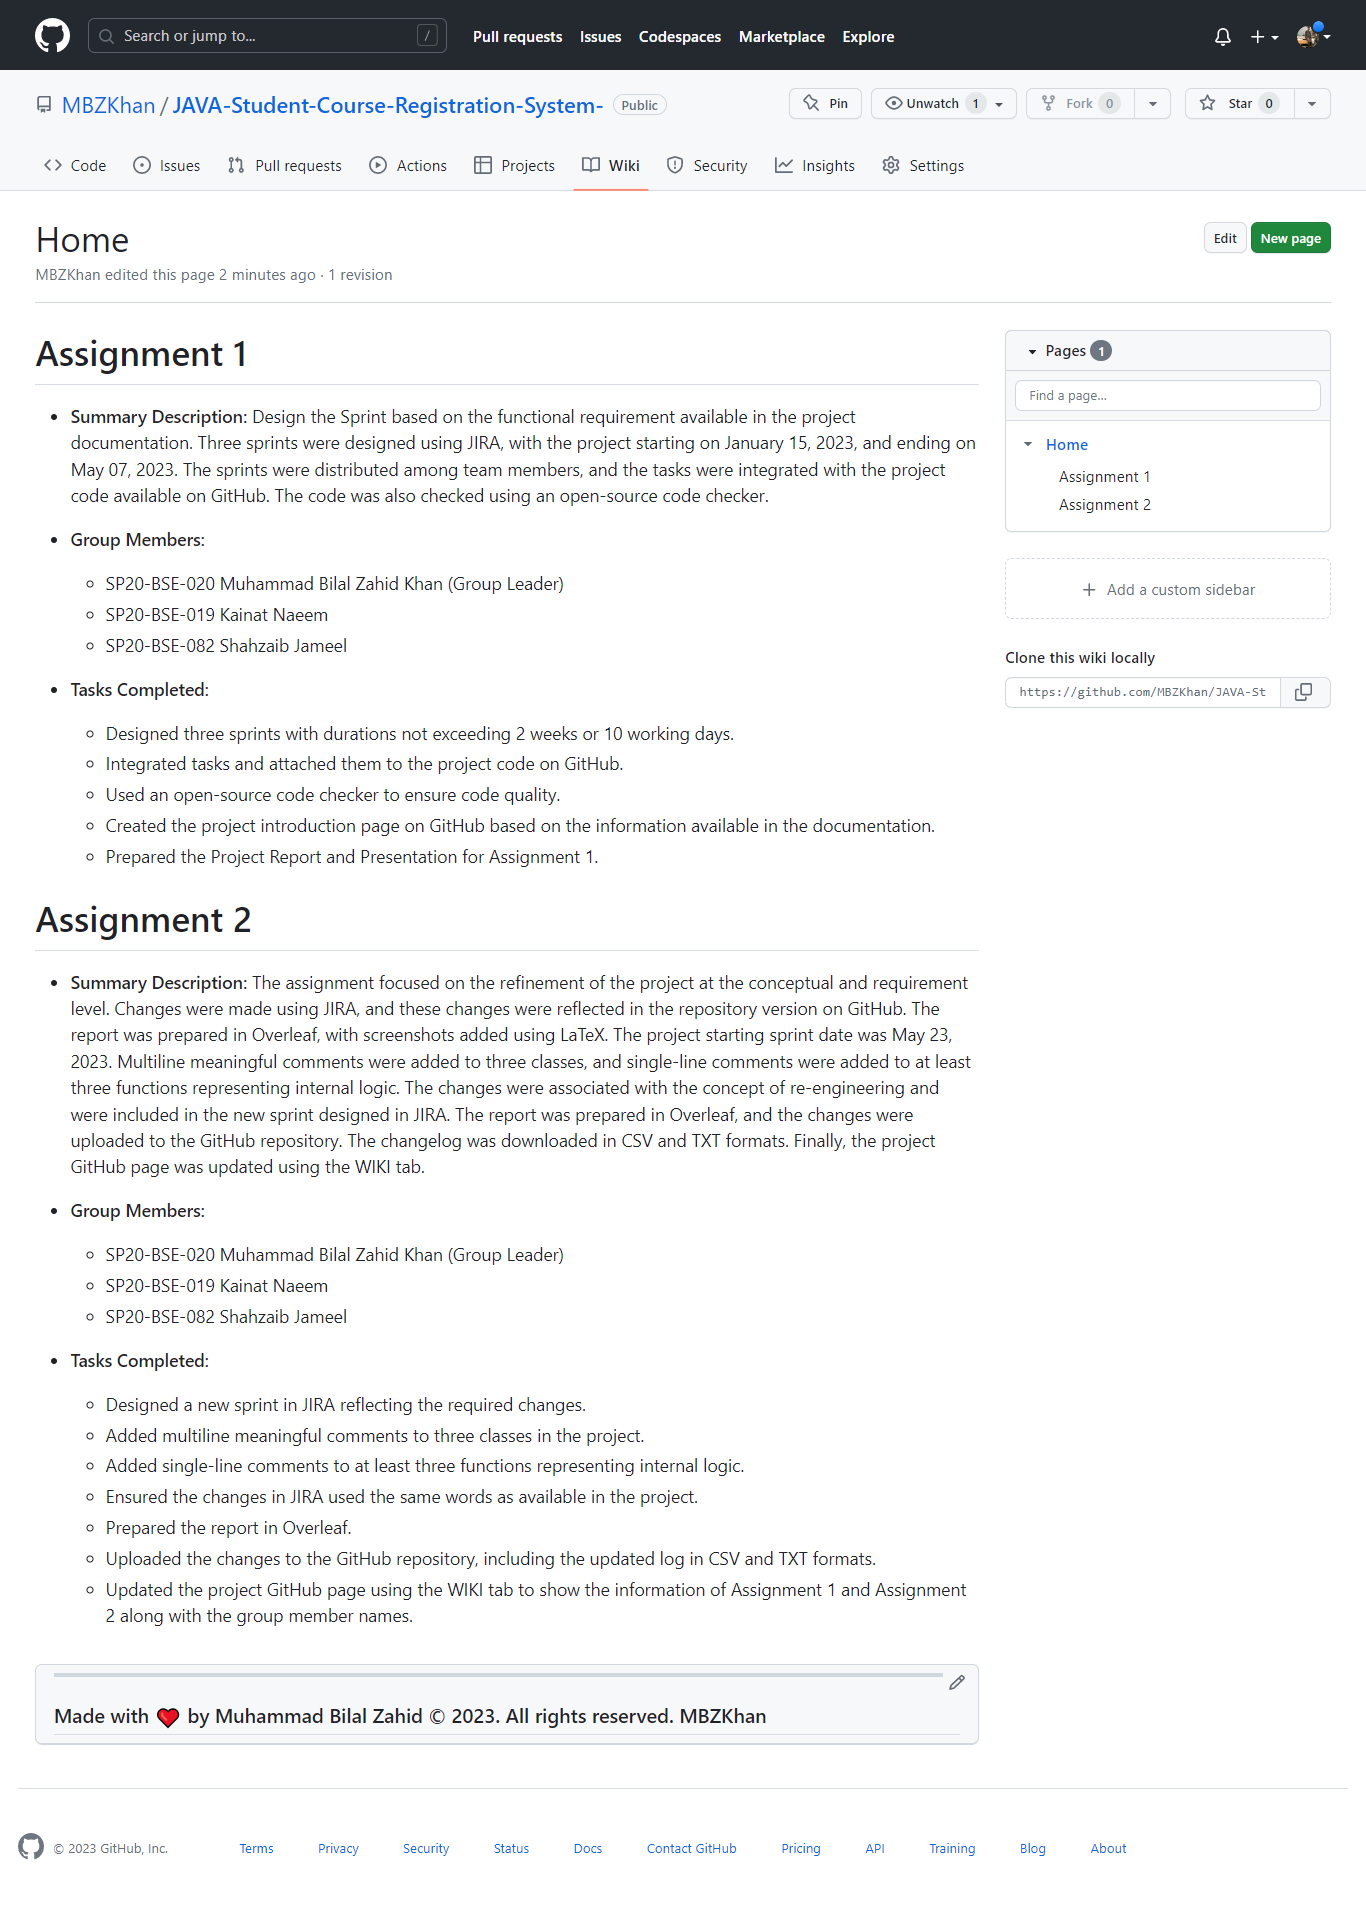 Search or jump to... /
Pull requests Issues Codespaces Marketplace Explore
MBZKhan / JAVA-Student-Course-Registration-System- Public
Pin Unwatch 1 Fork 0 Star 0
Code Issues Pull requests Actions Projects Wiki Security Insights Settings
Home
Edit New page
MBZKhan edited this page 2 minutes ago · 1 revision
Assignment 1
• Summary Description: Design the Sprint based on the functional requirement available in the project
documentation. Three sprints were designed using JIRA, with the project starting on January 15, 2023, and ending on
May 07, 2023. The sprints were distributed among team members, and the tasks were integrated with the project
code available on GitHub. The code was also checked using an open-source code checker.
• Group Members:
◦ SP20-BSE-020 Muhammad Bilal Zahid Khan (Group Leader)
◦ SP20-BSE-019 Kainat Naeem
◦ SP20-BSE-082 Shahzaib Jameel
• Tasks Completed:
◦ Designed three sprints with durations not exceeding 2 weeks or 10 working days.
◦ Integrated tasks and attached them to the project code on GitHub.
◦ Used an open-source code checker to ensure code quality.
◦ Created the project introduction page on GitHub based on the information available in the documentation.
◦ Prepared the Project Report and Presentation for Assignment 1.
Assignment 2
• Summary Description: The assignment focused on the refinement of the project at the conceptual and requirement
level. Changes were made using JIRA, and these changes were reflected in the repository version on GitHub. The
report was prepared in Overleaf, with screenshots added using LaTeX. The project starting sprint date was May 23,
2023. Multiline meaningful comments were added to three classes, and single-line comments were added to at least
three functions representing internal logic. The changes were associated with the concept of re-engineering and
were included in the new sprint designed in JIRA. The report was prepared in Overleaf, and the changes were
uploaded to the GitHub repository. The changelog was downloaded in CSV and TXT formats. Finally, the project
GitHub page was updated using the WIKI tab.
• Group Members:
◦ SP20-BSE-020 Muhammad Bilal Zahid Khan (Group Leader)
◦ SP20-BSE-019 Kainat Naeem
◦ SP20-BSE-082 Shahzaib Jameel
• Tasks Completed:
◦ Designed a new sprint in JIRA reflecting the required changes.
◦ Added multiline meaningful comments to three classes in the project.
◦ Added single-line comments to at least three functions representing internal logic.
◦ Ensured the changes in JIRA used the same words as available in the project.
◦ Prepared the report in Overleaf.
◦ Uploaded the changes to the GitHub repository, including the updated log in CSV and TXT formats.
◦ Updated the project GitHub page using the WIKI tab to show the information of Assignment 1 and Assignment
2 along with the group member names.
Made with ❤️ by Muhammad Bilal Zahid © 2023. All rights reserved. MBZKhan
Pages 1
Find a page...
Home
Assignment 1
Assignment 2
+ Add a custom sidebar
Clone this wiki locally
https://github.com/MBZKhan/JAVA-St
© 2023 GitHub, Inc. Terms Privacy Security Status Docs Contact GitHub Pricing API Training Blog About